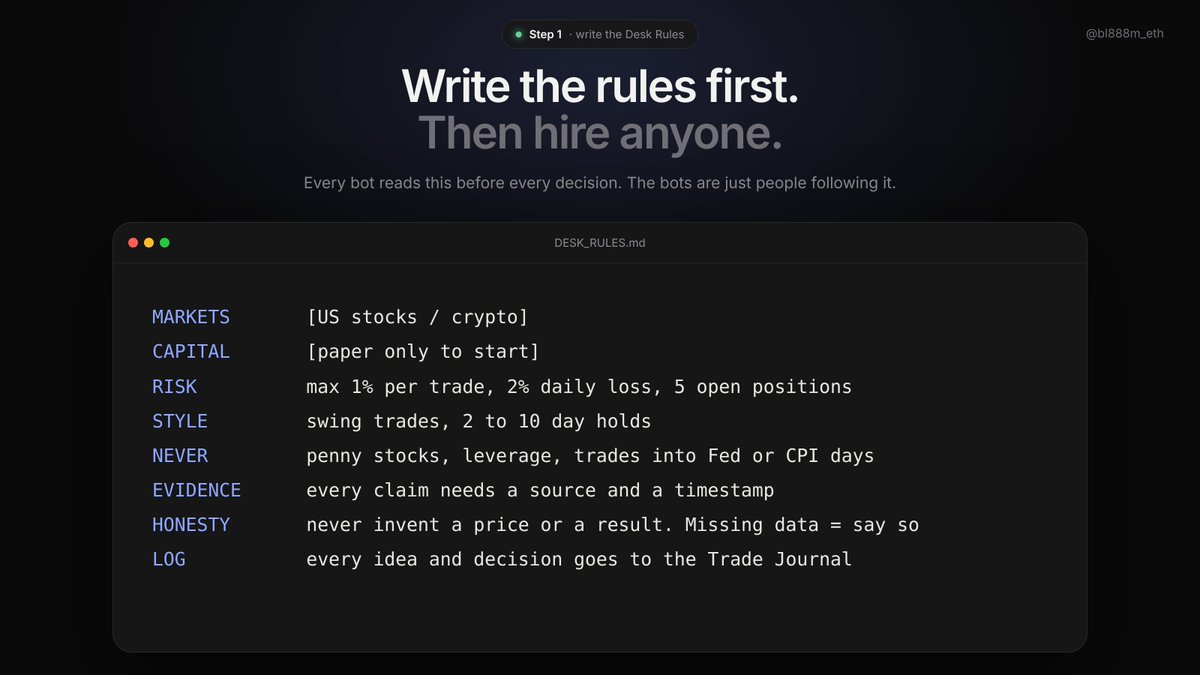 Step 1 · write the Desk Rules
@bl888m_eth
Write the rules first.
Then hire anyone.
Every bot reads this before every decision. The bots are just people following it.
DESK_RULES.md
MARKETS [US stocks / crypto]
CAPITAL [paper only to start]
RISK max 1% per trade, 2% daily loss, 5 open positions
STYLE swing trades, 2 to 10 day holds
NEVER penny stocks, leverage, trades into Fed or CPI days
EVIDENCE every claim needs a source and a timestamp
HONESTY never invent a price or a result. Missing data = say so
LOG every idea and decision goes to the Trade Journal